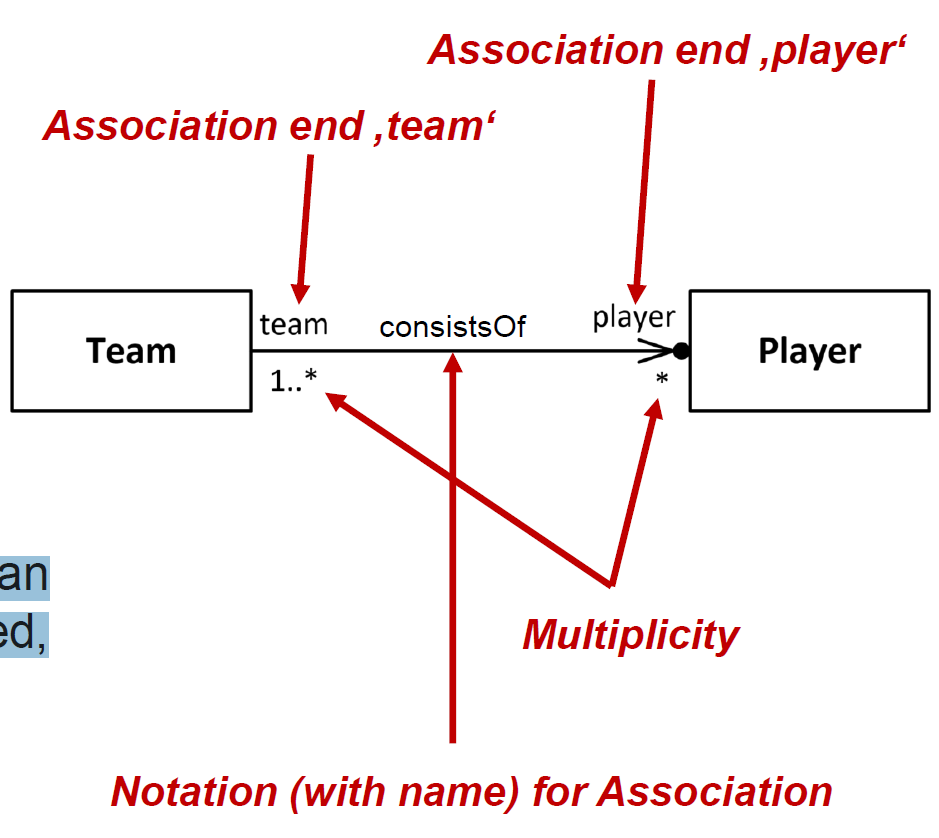 Association end ‚player‘
Association end ‚team‘
team
consistsOf
player
Team
Player
1..*
*
an
ed,
Multiplicity
Notation (with name) for Association